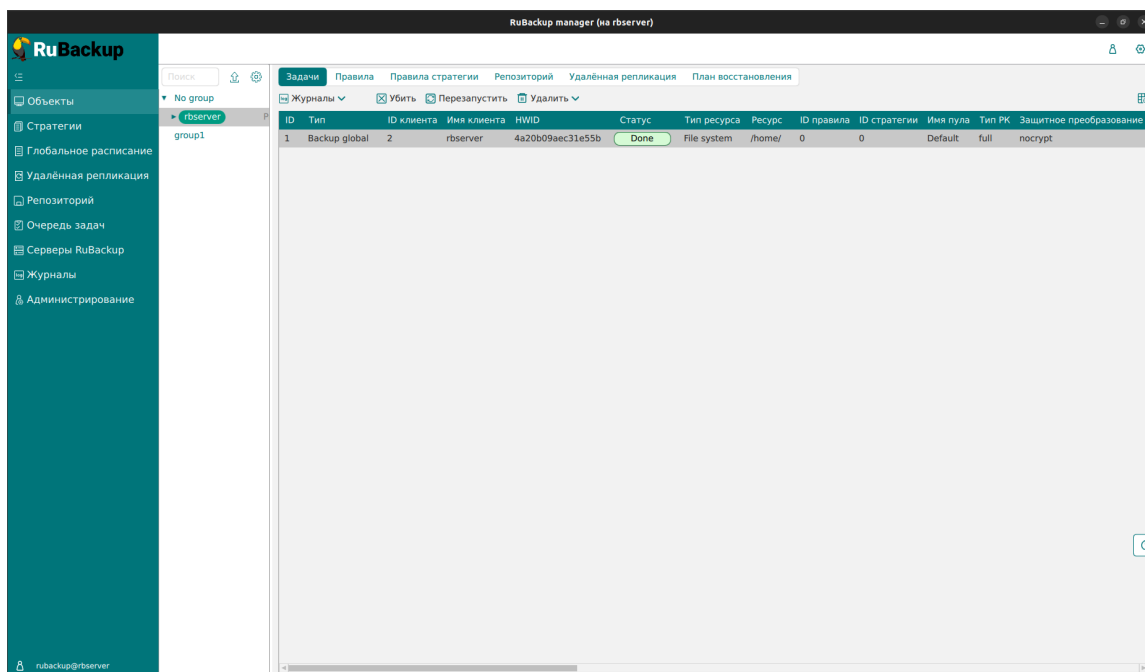 RuBackup manager (на rbserver)
RuBackup
Объекты
Стратегии
Глобальное расписание
Удалённая репликация
Репозиторий
Очередь задач
Серверы RuBackup
Журналы
Администрирование
rubackup@rbserver
Поиск
No group
rbserver P
group1
Задачи Правила Правила стратегии Репозиторий Удалённая репликация План восстановления
Журналы Убить Перезапустить Удалить
ID Тип ID клиента Имя клиента HWID Статус Тип ресурса Ресурс ID правила ID стратегии Имя пула Тип РК Защитное преобразование
1 Backup global 2 rbserver 4a20b09aec31e55b Done File system /home/ 0 0 Default full nocrypt